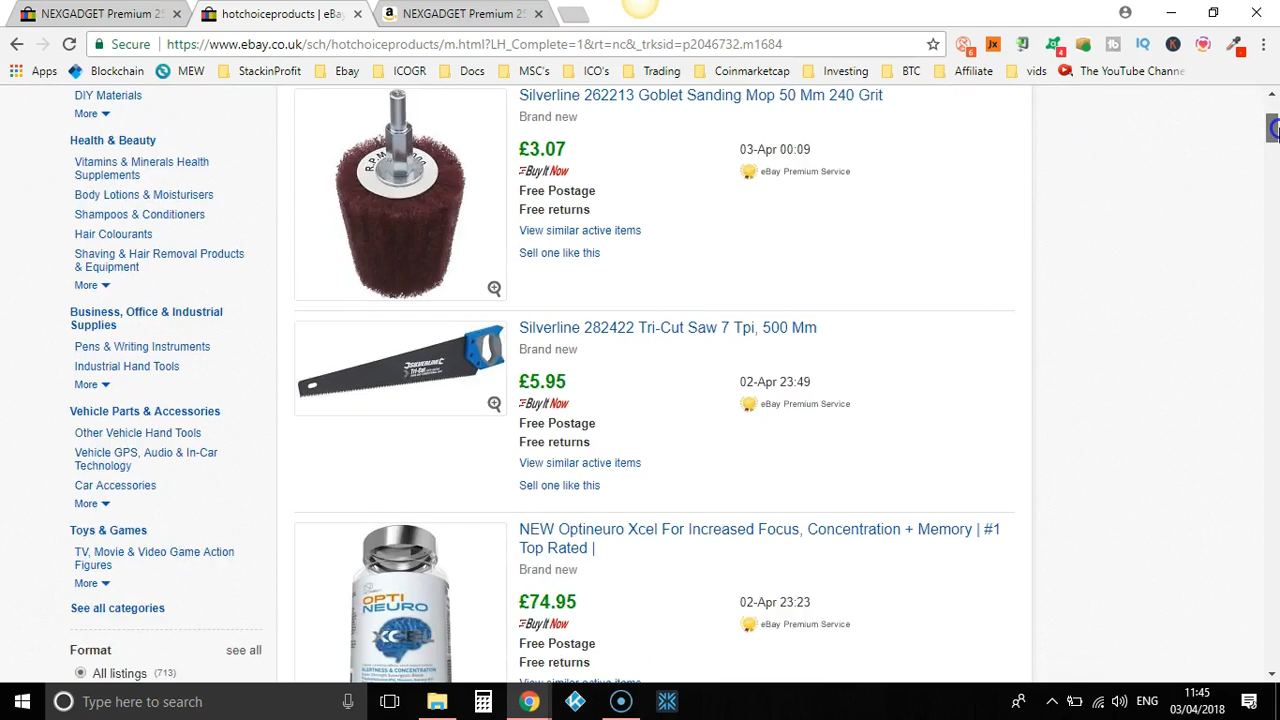 NEXGADGET Premium 25
hotchoiceproducts | eBa
NEXGADGET Premium 25
Secure https://www.ebay.co.uk/sch/hotchoiceproducts/m.html?LH_Complete=1&rt=nc&_trksid=p2046732.m1684
Apps Blockchain MEW StackinProfit Ebay ICOGR Docs MSC's ICO's Trading Coinmarketcap Investing BTC Affiliate vids The YouTube Channe
DIY Materials
More
Health & Beauty
Vitamins & Minerals Health
Supplements
Body Lotions & Moisturisers
Shampoos & Conditioners
Hair Colourants
Shaving & Hair Removal Products
& Equipment
More
Business, Office & Industrial
Supplies
Pens & Writing Instruments
Industrial Hand Tools
More
Vehicle Parts & Accessories
Other Vehicle Hand Tools
Vehicle GPS, Audio & In-Car
Technology
Car Accessories
More
Toys & Games
TV, Movie & Video Game Action
Figures
More
See all categories
Format see all
All listings (713)
Silverline 262213 Goblet Sanding Mop 50 Mm 240 Grit
Brand new
£3.07 03-Apr 00:09
Buy It Now eBay Premium Service
Free Postage
Free returns
View similar active items
Sell one like this
Silverline 282422 Tri-Cut Saw 7 Tpi, 500 Mm
Brand new
£5.95 02-Apr 23:49
Buy It Now eBay Premium Service
Free Postage
Free returns
View similar active items
Sell one like this
SILVERLINE
Tri-Cut
NEW Optineuro Xcel For Increased Focus, Concentration + Memory | #1
Top Rated |
Brand new
£74.95 02-Apr 23:23
Buy It Now eBay Premium Service
Free Postage
Free returns
OPTI
NEURO
XCEL
ALERTNESS & CONCENTRATION
Type here to search
ENG
11:45
03/04/2018